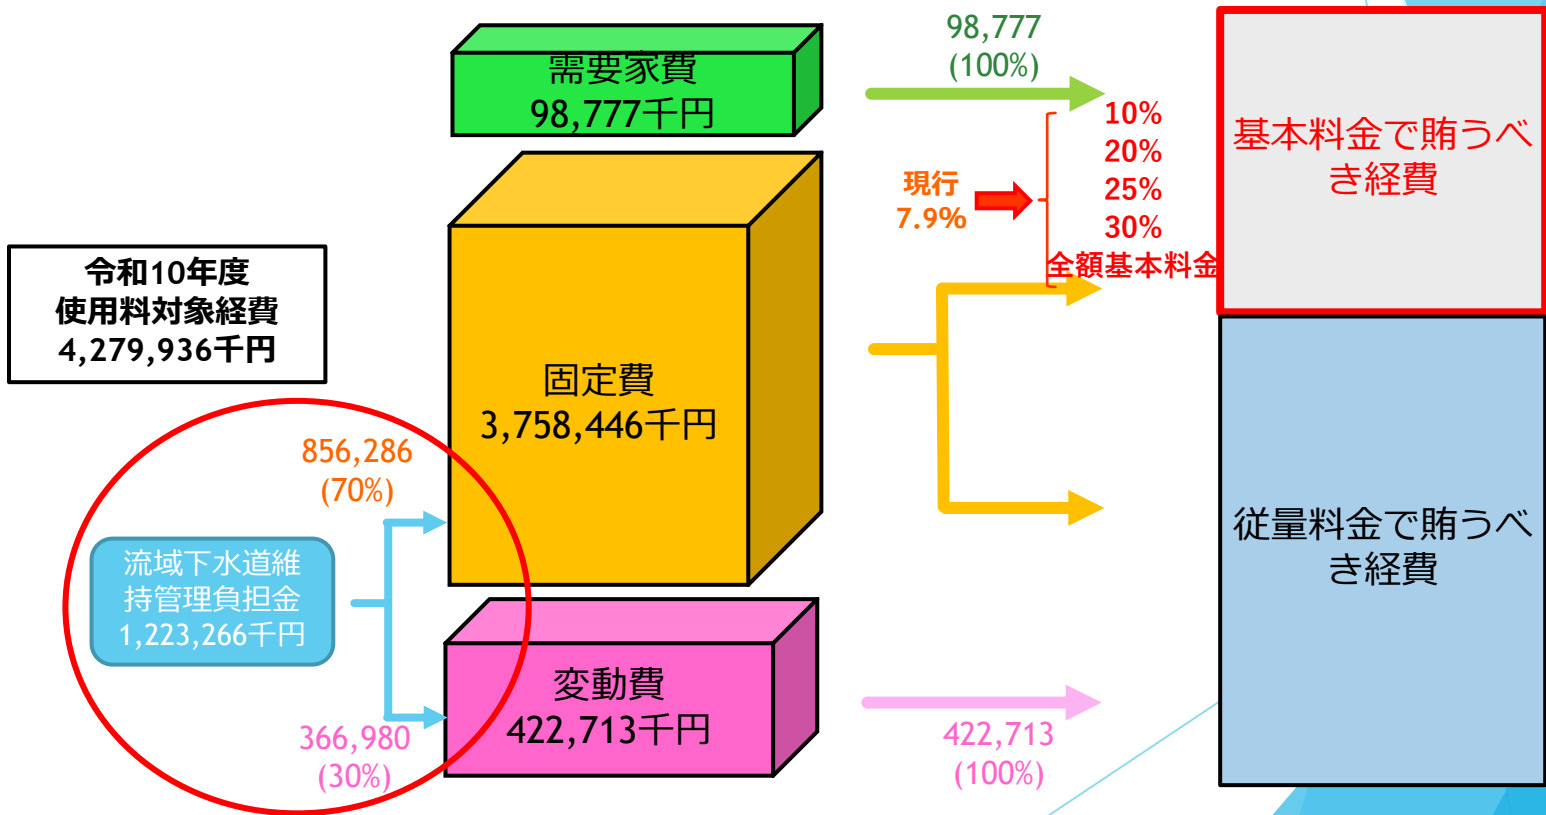 令和10年度
使用料対象経費
4,279,936千円
856,286
(70%)
流域下水道維
持管理負担金
1,223,266千円
366,980
(30%)
需要家費
98,777千円
固定費
3,758,446千円
変動費
422,713千円
98,777
(100%)
現行
7.9%
10%
20%
25%
30%
全額基本料金
422,713
(100%)
基本料金で賄うべ
き経費
従量料金で賄うべ
き経費